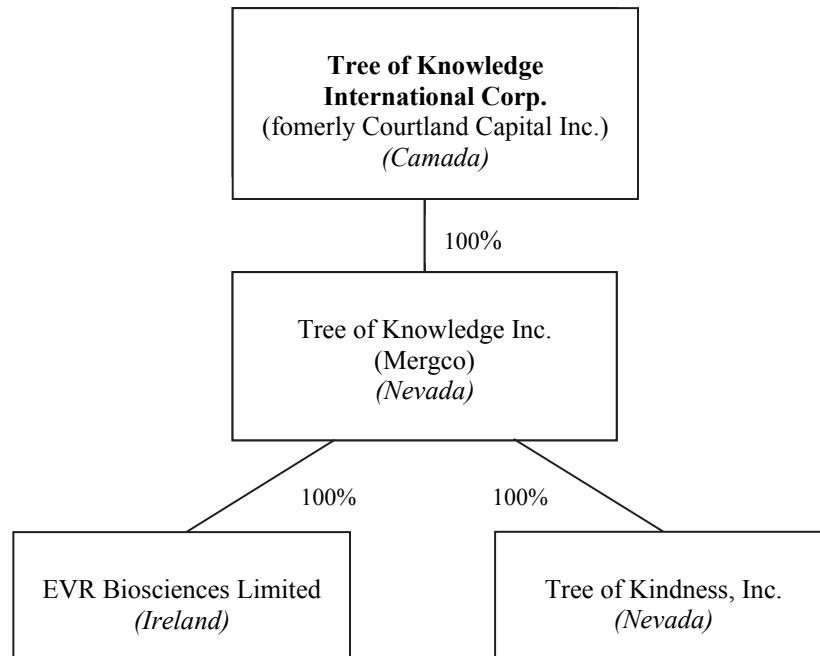 Tree of Knowledge
International Corp.
(fomerly Courtland Capital Inc.)
(Camada)
100%
Tree of Knowledge Inc.
(Mergco)
(Nevada)
100%
100%
EVR Biosciences Limited
(Ireland)
Tree of Kindness, Inc.
(Nevada)